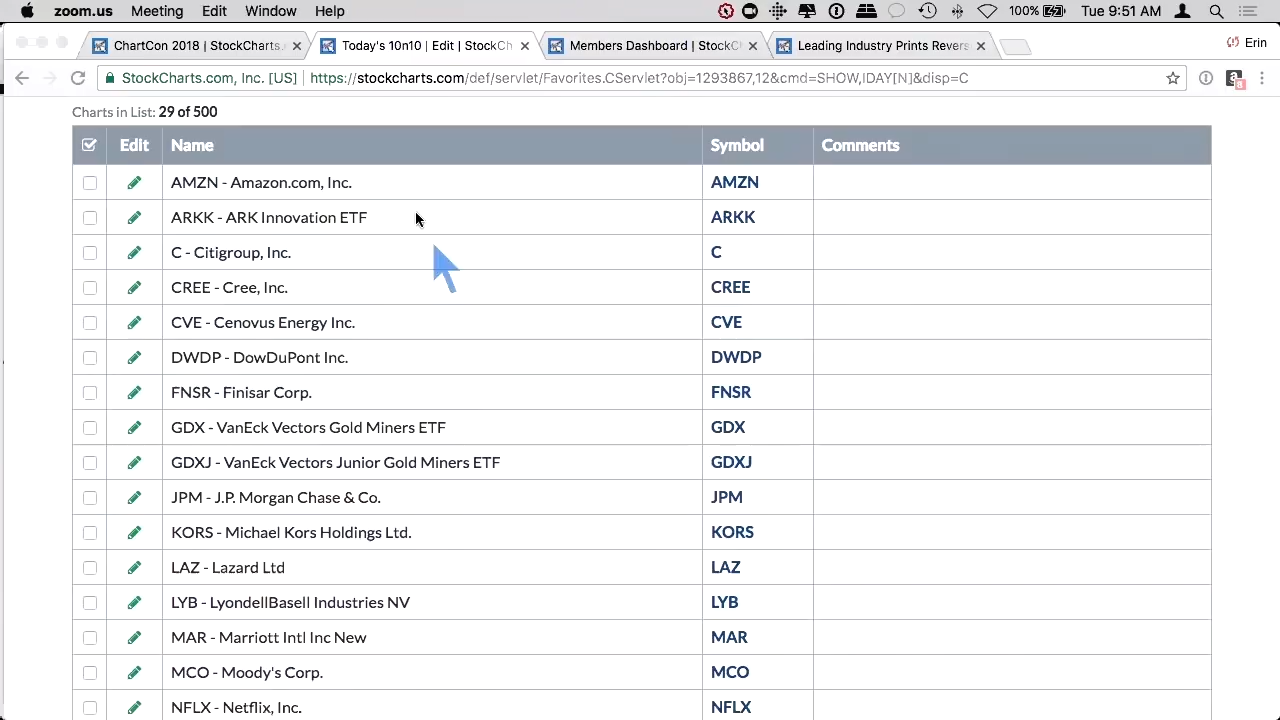 zoom.us Meeting Edit Window Help 100% Tue 9:51 AM
ChartCon 2018 | StockCharts. Today's 10n10 | Edit | StockCh Members Dashboard | Stock Leading Industry Prints Revers Erin
StockCharts.com, Inc. [US] https://stockcharts.com/def/servlet/Favorites.CServlet?obj=1293867,12&cmd=SHOW,IDAY[N]&disp=C
Charts in List: 29 of 500
Edit Name Symbol Comments
AMZN - Amazon.com, Inc. AMZN
ARKK - ARK Innovation ETF ARKK
C - Citigroup, Inc. C
CREE - Cree, Inc. CREE
CVE - Cenovus Energy Inc. CVE
DWDP - DowDuPont Inc. DWDP
FNSR - Finisar Corp. FNSR
GDX - VanEck Vectors Gold Miners ETF GDX
GDXJ - VanEck Vectors Junior Gold Miners ETF GDXJ
JPM - J.P. Morgan Chase & Co. JPM
KORS - Michael Kors Holdings Ltd. KORS
LAZ - Lazard Ltd LAZ
LYB - LyondellBasell Industries NV LYB
MAR - Marriott Intl Inc New MAR
MCO - Moody's Corp. MCO
NFLX - Netflix, Inc. NFLX